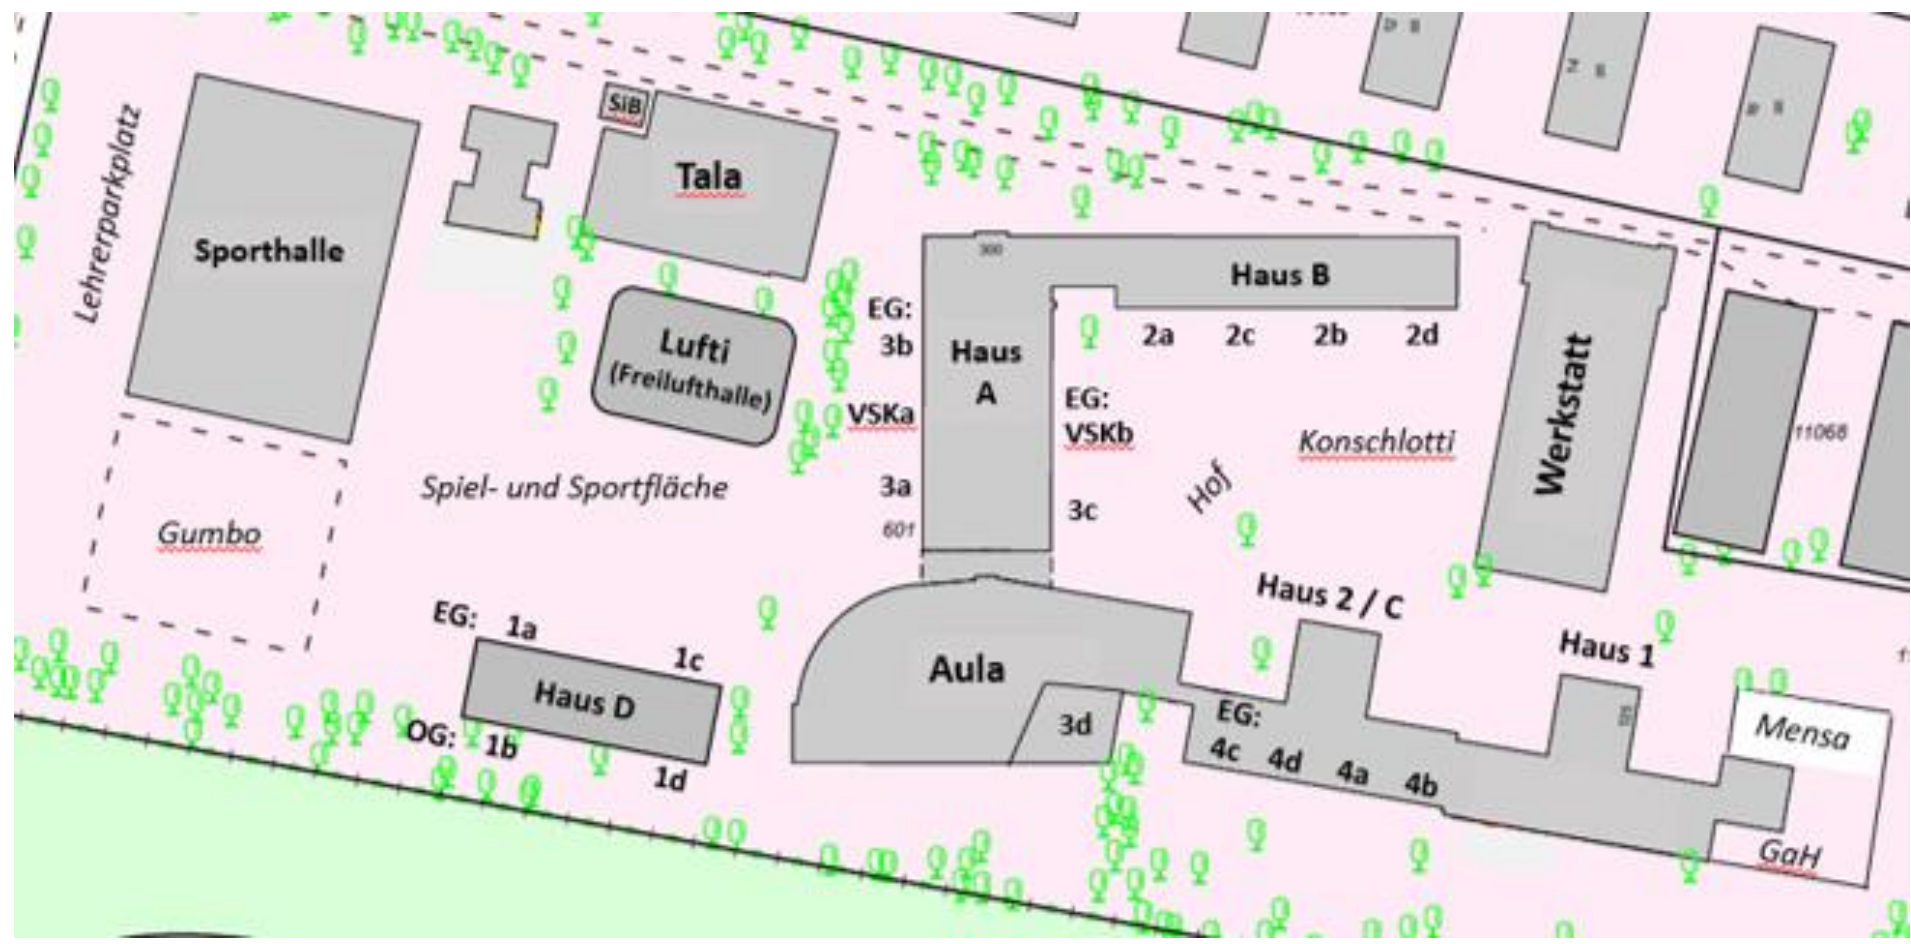 SiB
Tala
Lehrerparkplatz
Sporthalle
300
Haus B
EG:
3b
Haus
A
2a 2c 2b 2d
Lufti
(Freilufthalle)
EG:
VSKb
VSKa
Konschlotti
Werkstatt
11068
Spiel- und Sportfläche
3a
3c
Hof
601
Gumbo
EG: 1a
1c
Haus D
OG: 1b
1d
Aula
3d
Haus 2 / C
Haus 1
EG:
4c 4d 4a 4b
Mensa
GaH